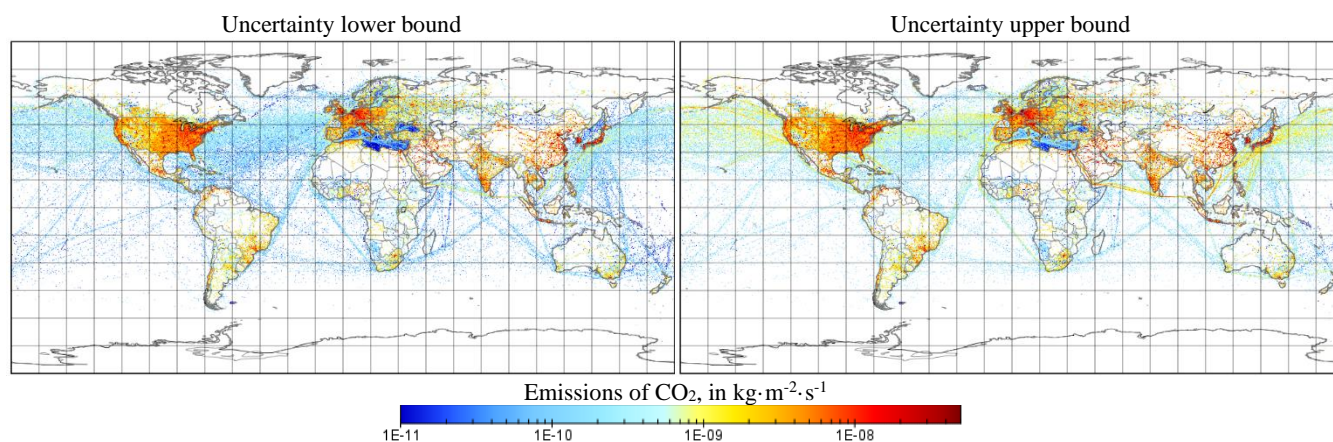 Uncertainty lower bound
Uncertainty upper bound
Emissions of CO₂, in kg·m⁻²·s⁻¹
1E-11 1E-10 1E-09 1E-08